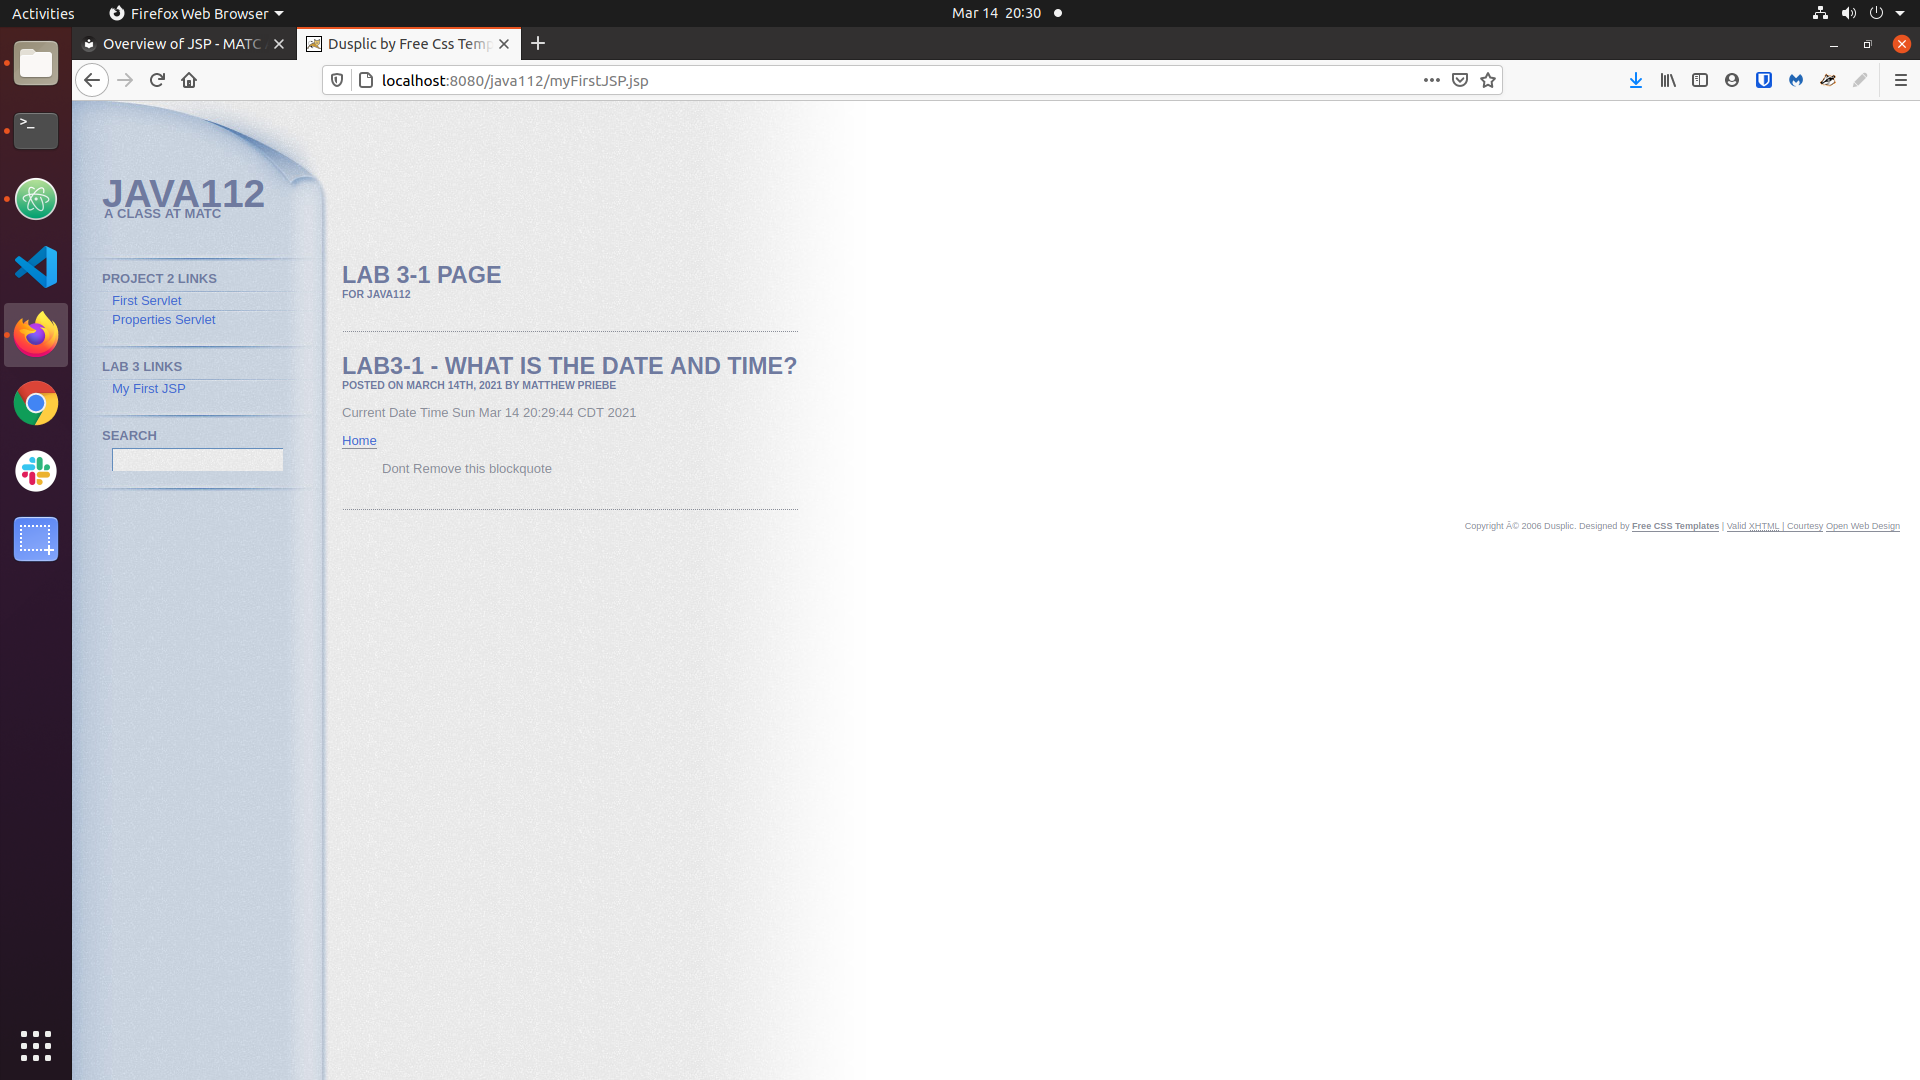 Activities
Firefox Web Browser
Mar 14 20:30
Overview of JSP - MATC
Dusplic by Free Css Temp
localhost:8080/java112/myFirstJSP.jsp
JAVA112
A CLASS AT MATC
PROJECT 2 LINKS
First Servlet
Properties Servlet
LAB 3 LINKS
My First JSP
SEARCH
LAB 3-1 PAGE
FOR JAVA112
LAB3-1 - WHAT IS THE DATE AND TIME?
POSTED ON MARCH 14TH, 2021 BY MATTHEW PRIEBE
Current Date Time Sun Mar 14 20:29:44 CDT 2021
Home
Dont Remove this blockquote
Copyright Â© 2006 Dusplic. Designed by Free CSS Templates | Valid XHTML | Courtesy Open Web Design